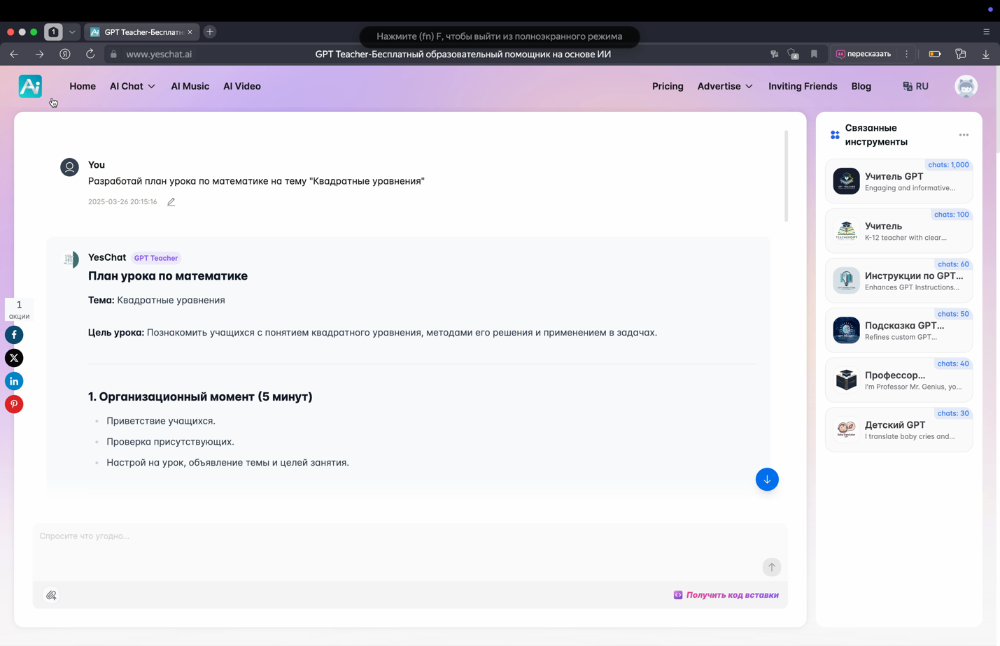 1
GPT Teacher-Бесплатн
Нажмите (fn) F, чтобы выйти из полноэкранного режима
www.yeschat.ai
GPT Teacher-Бесплатный образовательный помощник на основе ИИ
4
пересказать
Ai
Home
AI Chat
AI Music
AI Video
Pricing
Advertise
Inviting Friends
Blog
RU
You
Разработай план урока по математике на тему "Квадратные уравнения"
2025-03-26 20:15:16
YesChat GPT Teacher
План урока по математике
Тема: Квадратные уравнения
Цель урока: Познакомить учащихся с понятием квадратного уравнения, методами его решения и применением в задачах.
1. Организационный момент (5 минут)
Приветствие учащихся.
Проверка присутствующих.
Настрой на урок, объявление темы и целей занятия.
1
акции
Спросите что угодно...
Получить код вставки
Связанные
инструменты
chats: 1,000
Учитель GPT
Engaging and informative...
chats: 100
Учитель
K-12 teacher with clear...
chats: 60
Инструкции по GPT...
Enhances GPT Instructions...
chats: 50
Подсказка GPT...
Refines custom GPT...
chats: 40
Профессор...
I'm Professor Mr. Genius, yo...
chats: 30
Детский GPT
I translate baby cries and...